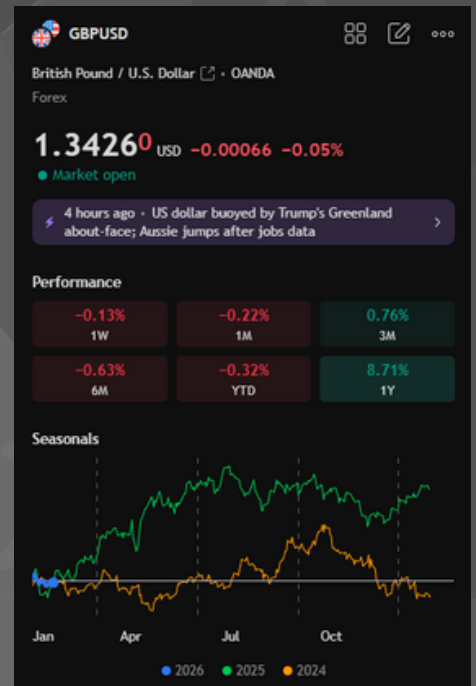 GBPUSD
British Pound / U.S. Dollar • OANDA
Forex
1.34260 USD −0.00066 −0.05%
Market open
4 hours ago • US dollar buoyed by Trump's Greenland
about-face; Aussie jumps after jobs data
Performance
−0.13% −0.22% 0.76%
1W 1M 3M
−0.63% −0.32% 8.71%
6M YTD 1Y
Seasonals
Jan Apr Jul Oct
2026 2025 2024